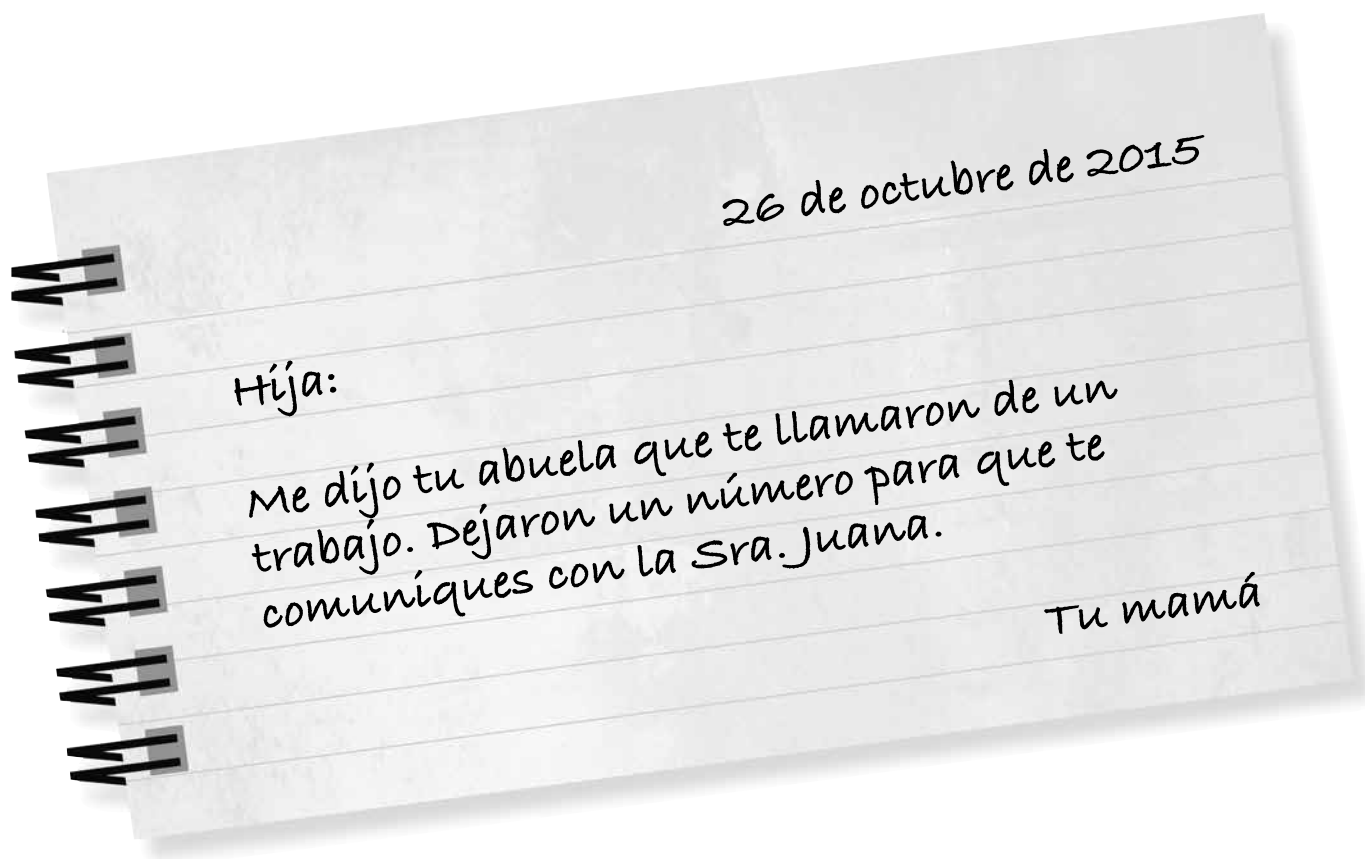 26 de octubre de 2015
Hija:
Me dijo tu abuela que te llamaron de un
trabajo. Dejaron un número para que te
comuniques con la Sra. Juana.
Tu mamá